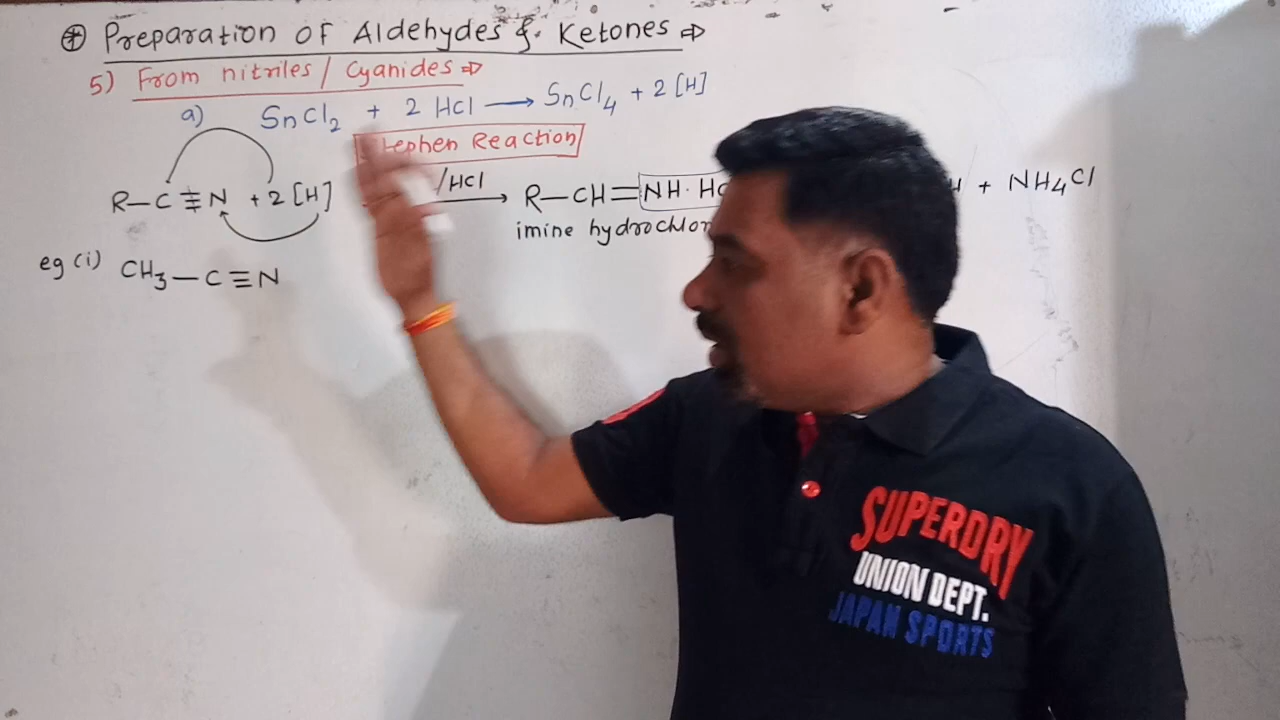 ⊕ Preparation of Aldehydes & Ketones ⇒
5) From nitriles / Cyanides ⇒
a) SnCl₂ + 2 HCl ⟶ SnCl₄ + 2 [H]
Stephen Reaction
R–C≡N + 2 [H] /HCl ⟶ R–CH=NH·HC H + NH₄Cl
imine hydrochlor
eg (i) CH₃–C≡N
SUPERDRY
UNION DEPT.
JAPAN SPORTS